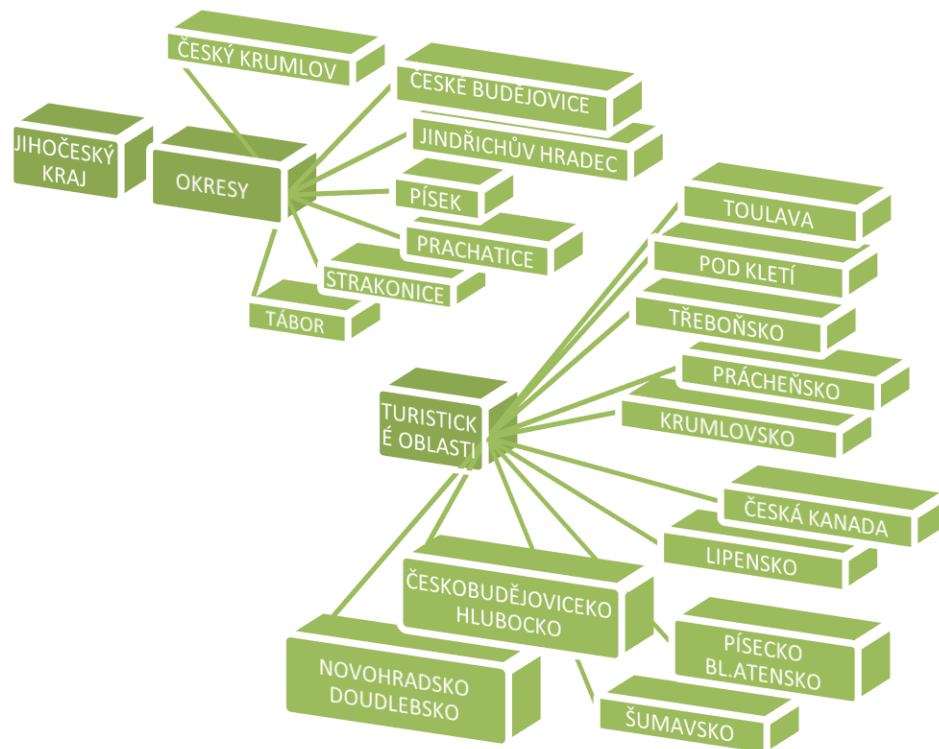 ČESKÝ KRUMLOV
ČESKÉ BUDĚJOVICE
JINDŘICHŮV HRADEC
JIHOČESKÝ
KRAJ
OKRESY
PÍSEK
PRACHATICE
STRAKONICE
TÁBOR
TOULAVA
POD KLETÍ
TŘEBOŇSKO
PRÁCHEŇSKO
KRUMLOVSKO
TURISTICK
É OBLASTI
ČESKÁ KANADA
LIPENSKO
ČESKOBUDĚJOVICEKO
HLUBOCKO
PÍSECKO
BL.ATENSKO
NOVOHRADSKO
DOUDLEBSKO
ŠUMAVSKO